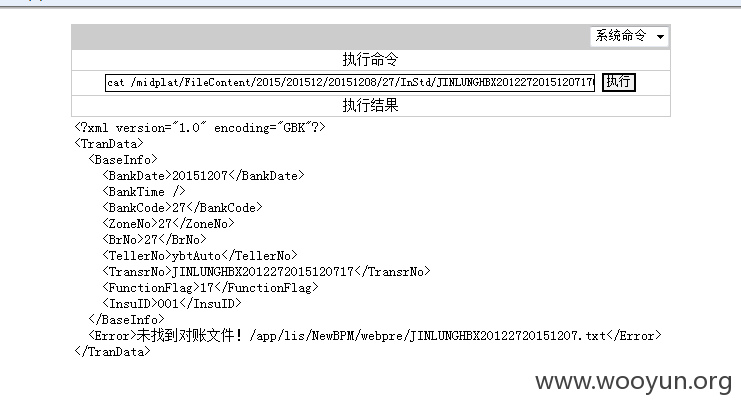 系统命令
执行命令
cat /midplat/FileContent/2015/201512/20151208/27/InStd/JINLUNGHBX2012272015120717 执行
执行结果
<?xml version="1.0" encoding="GBK"?>
<TranData>
<BaseInfo>
<BankDate>20151207</BankDate>
<BankTime />
<BankCode>27</BankCode>
<ZoneNo>27</ZoneNo>
<BrNo>27</BrNo>
<TellerNo>ybtAuto</TellerNo>
<TransrNo>JINLUNGHBX2012272015120717</TransrNo>
<FunctionFlag>17</FunctionFlag>
<InsuID>001</InsuID>
</BaseInfo>
<Error>未找到对账文件! /app/lis/NewBPM/webpre/JINLUNGHBX20122720151207.txt</Error>
</TranData>
www.wooyun.org